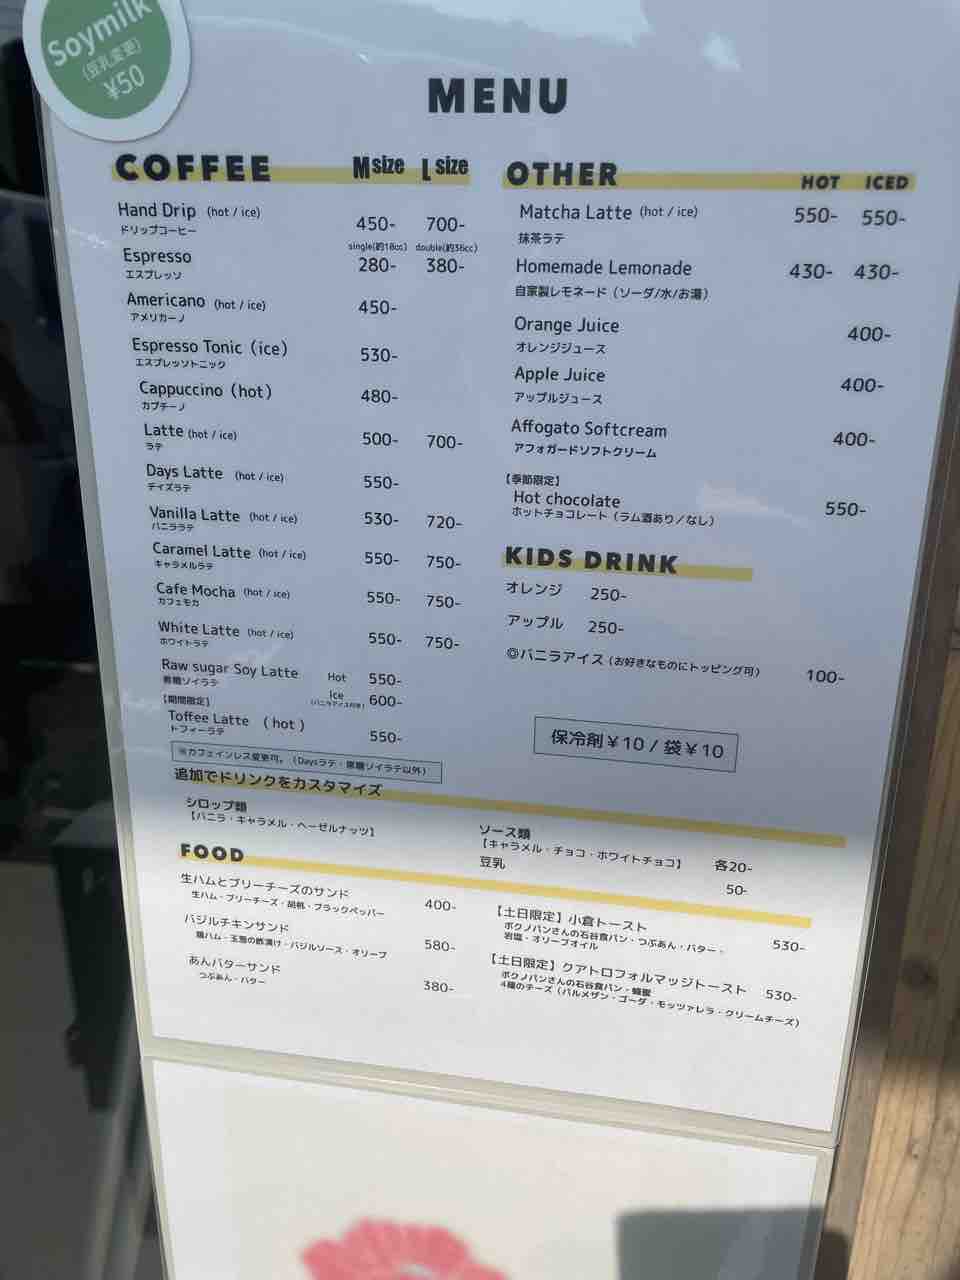 Soymilk
(豆乳変更)
¥50
MENU
COFFEE M size L size
Hand Drip (hot / ice) 450- 700-
ドリップコーヒー
single(約18cc) double(約36cc)
Espresso 280- 380-
エスプレッソ
Americano (hot / ice) 450-
アメリカーノ
Espresso Tonic (ice) 530-
エスプレッソトニック
Cappuccino (hot) 480-
カプチーノ
Latte (hot / ice) 500- 700-
ラテ
Days Latte (hot / ice) 550-
デイズラテ
Vanilla Latte (hot / ice) 530- 720-
バニララテ
Caramel Latte (hot / ice) 550- 750-
キャラメルラテ
Cafe Mocha (hot / ice) 550- 750-
カフェモカ
White Latte (hot / ice) 550- 750-
ホワイトラテ
Raw sugar Soy Latte Hot 550-
黒糖ソイラテ Ice 600-
(バニラアイス付き)
【期間限定】
Toffee Latte (hot) 550-
トフィーラテ
※カフェインレス変更可。(Daysラテ・黒糖ソイラテ以外)
OTHER HOT ICED
Matcha Latte (hot / ice) 550- 550-
抹茶ラテ
Homemade Lemonade 430- 430-
自家製レモネード (ソーダ/水/お湯)
Orange Juice 400-
オレンジジュース
Apple Juice 400-
アップルジュース
Affogato Softcream 400-
アフォガードソフトクリーム
【季節限定】
Hot chocolate 550-
ホットチョコレート (ラム酒あり/なし)
KIDS DRINK
オレンジ 250-
アップル 250-
◎バニラアイス (お好きなものにトッピング可) 100-
保冷剤¥10 / 袋¥10
追加でドリンクをカスタマイズ
シロップ類
【バニラ・キャラメル・ヘーゼルナッツ】
ソース類
【キャラメル・チョコ・ホワイトチョコ】 各20-
豆乳 50-
FOOD
生ハムとブリーチーズのサンド 400-
生ハム・ブリーチーズ・胡桃・ブラックペッパー
バジルチキンサンド 580-
鶏ハム・玉葱の酢漬け・バジルソース・オリーブ
あんバターサンド 380-
つぶあん・バター
【土日限定】小倉トースト 530-
ボクノパンさんの石谷食パン・つぶあん・バター・
岩塩・オリーブオイル
【土日限定】クアトロフォルマッジトースト 530-
ボクノパンさんの石谷食パン・蜂蜜
4種のチーズ (パルメザン・ゴーダ・モッツァレラ・クリームチーズ)